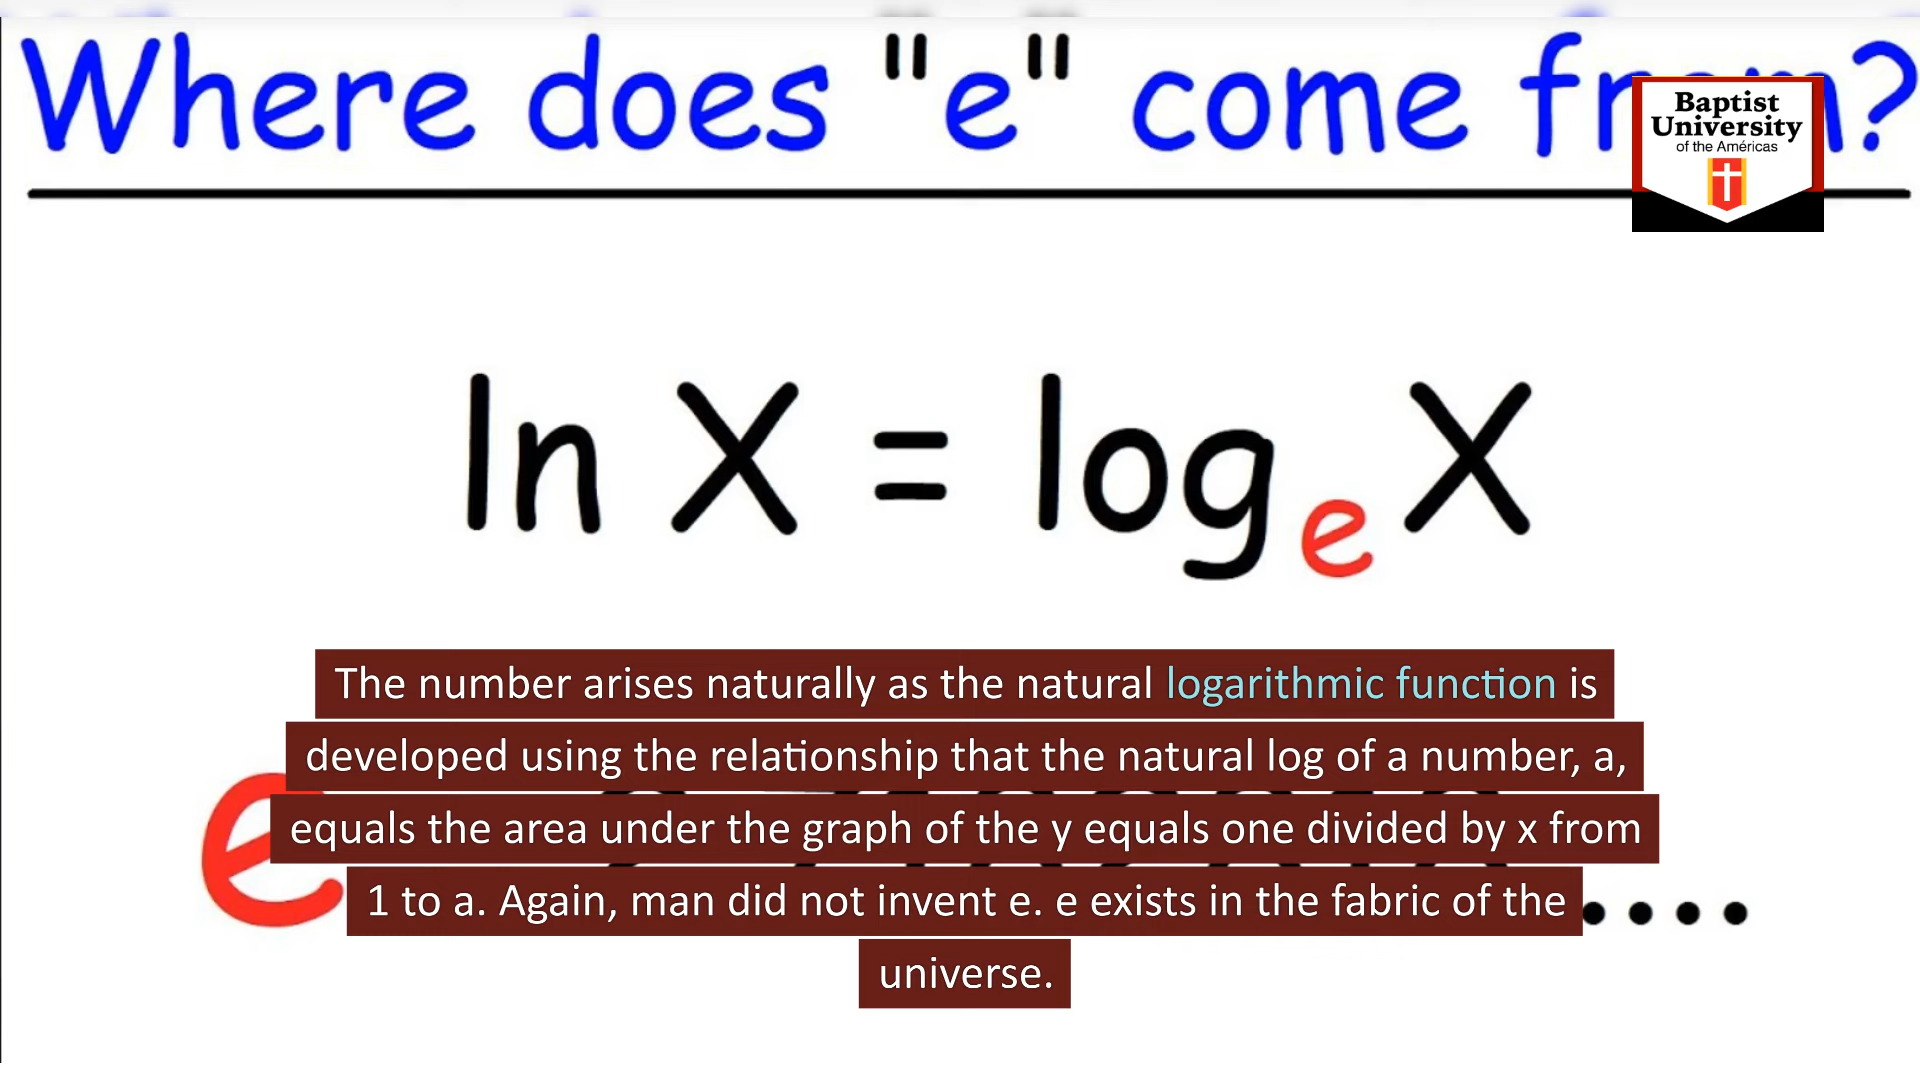 Where does "e" come from?
Baptist
University
of the Américas
ln X = logₑ X
The number arises naturally as the natural logarithmic function is
developed using the relationship that the natural log of a number, a,
equals the area under the graph of the y equals one divided by x from
1 to a. Again, man did not invent e. e exists in the fabric of the
universe.
e ....